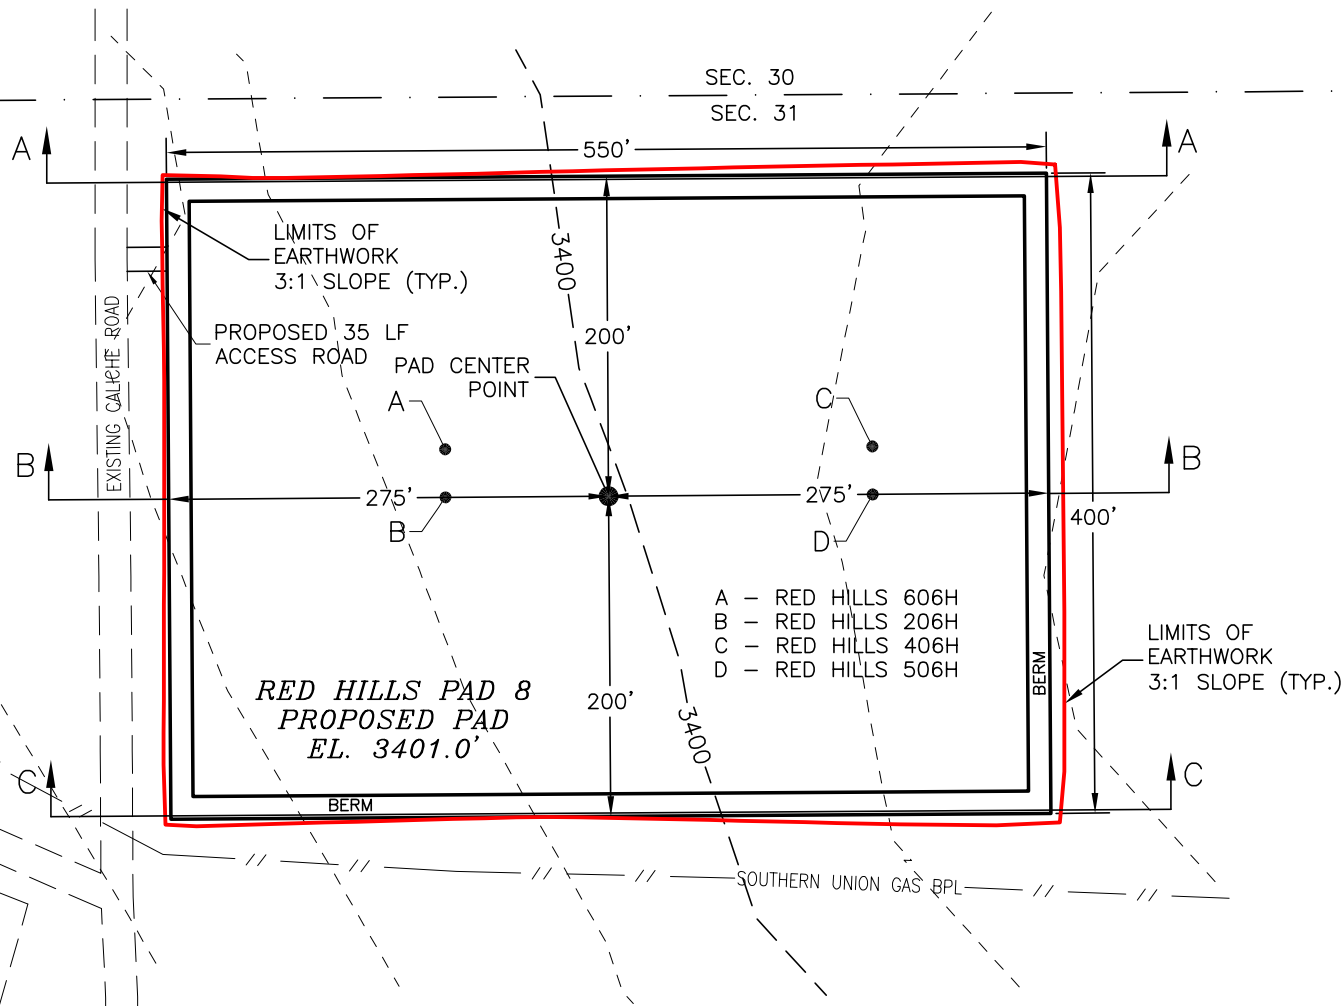 SEC. 30
SEC. 31
A
A
550'
LIMITS OF
EARTHWORK
3:1 SLOPE (TYP.)
3400
200'
EXISTING CALICHE ROAD
PROPOSED 35 LF
ACCESS ROAD
PAD CENTER
POINT
A
C
B
B
275'
275'
400'
B
D
A – RED HILLS 606H
B – RED HILLS 206H
C – RED HILLS 406H
D – RED HILLS 506H
LIMITS OF
EARTHWORK
3:1 SLOPE (TYP.)
BERM
RED HILLS PAD 8
PROPOSED PAD
EL. 3401.0'
200'
3400
C
C
BERM
SOUTHERN UNION GAS BPL